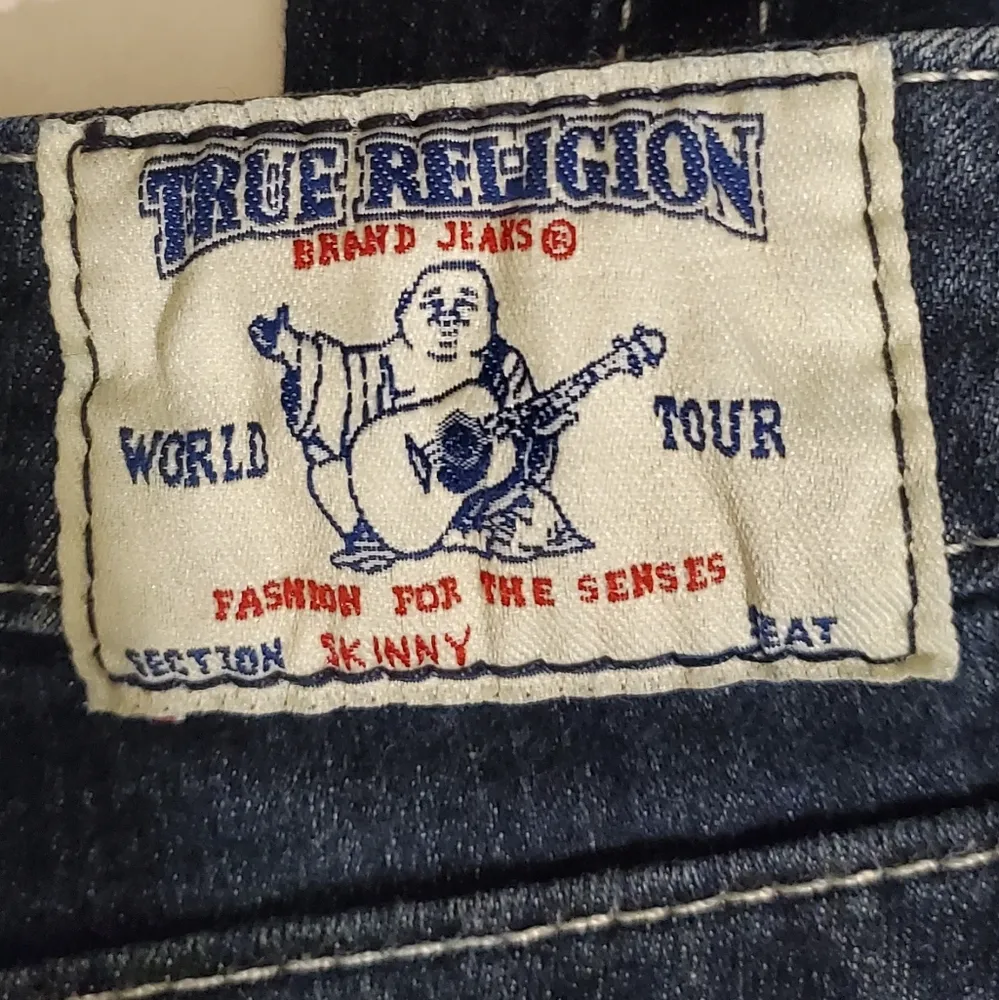 TRUE RELIGION
BRAND JEANS ®
WORLD TOUR
FASHION FOR THE SENSES
SECTION SKINNY SEAT